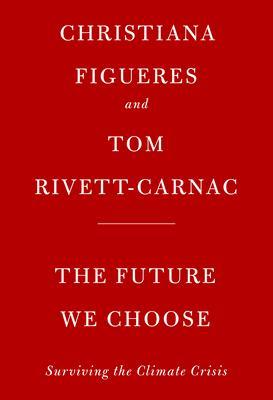 CHRISTIANA
FIGUERES
and
TOM
RIVETT-CARNAC
THE FUTURE
WE CHOOSE
Surviving the Climate Crisis